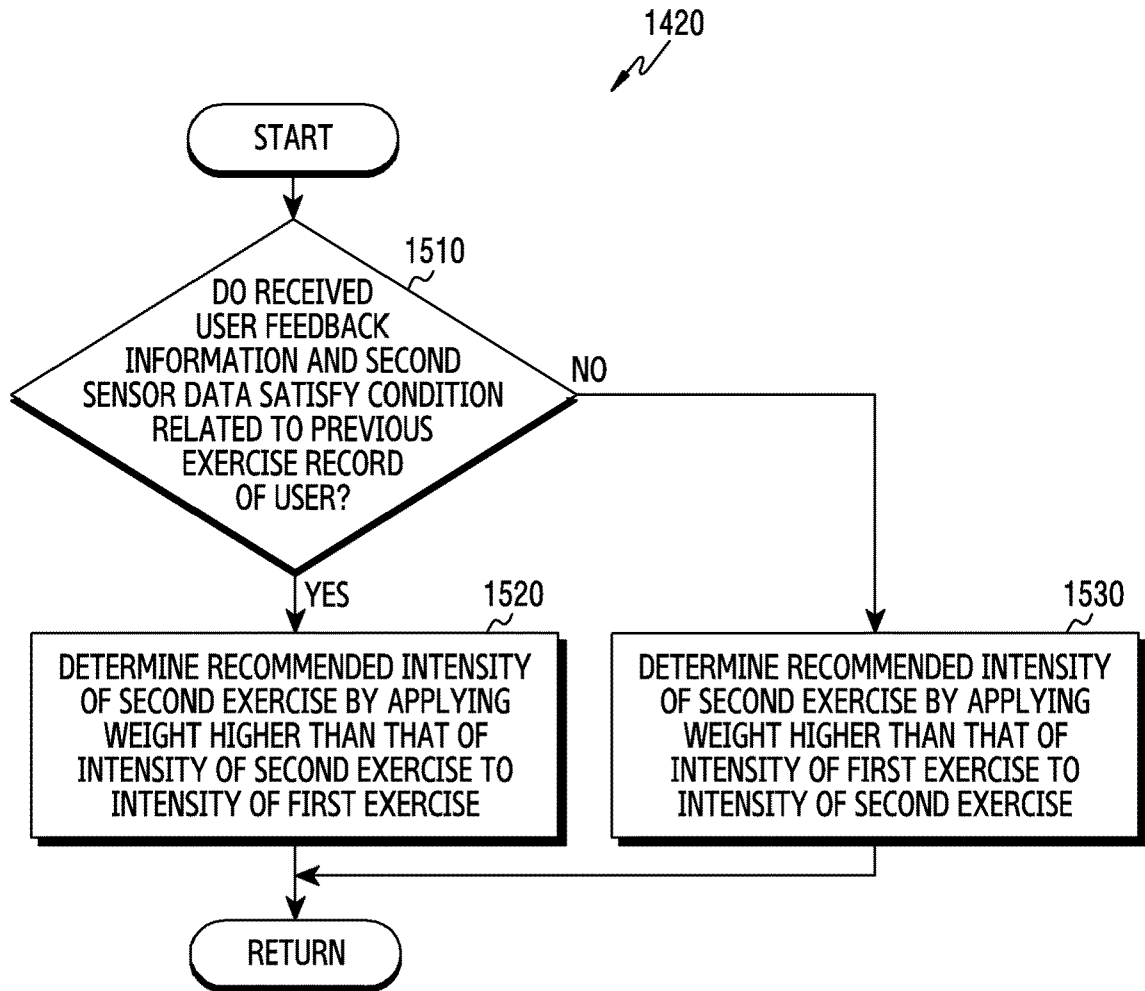 1420
START
1510
DO RECEIVED
USER FEEDBACK
INFORMATION AND SECOND
SENSOR DATA SATISFY CONDITION
RELATED TO PREVIOUS
EXERCISE RECORD
OF USER?
NO
YES
1520
DETERMINE RECOMMENDED INTENSITY
OF SECOND EXERCISE BY APPLYING
WEIGHT HIGHER THAN THAT OF
INTENSITY OF SECOND EXERCISE TO
INTENSITY OF FIRST EXERCISE
1530
DETERMINE RECOMMENDED INTENSITY
OF SECOND EXERCISE BY APPLYING
WEIGHT HIGHER THAN THAT OF
INTENSITY OF FIRST EXERCISE TO
INTENSITY OF SECOND EXERCISE
RETURN